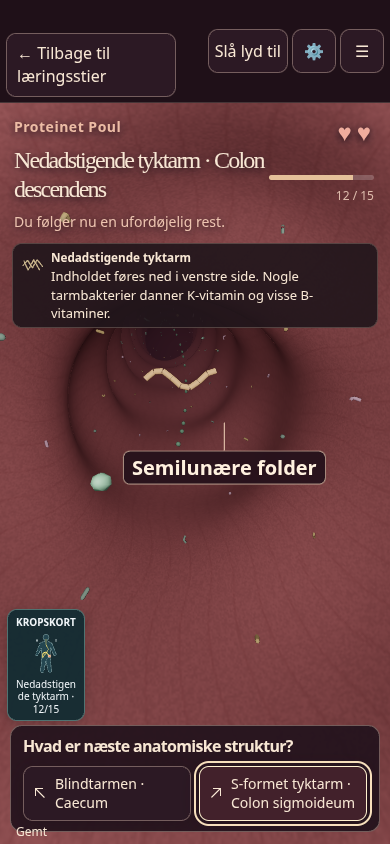 ← Tilbage til
læringsstier
Slå lyd til
Proteinet Poul
Nedadstigende tyktarm · Colon
descendens
12 / 15
Du følger nu en ufordøjelig rest.
Nedadstigende tyktarm
Indholdet føres ned i venstre side. Nogle
tarmbakterier danner K-vitamin og visse B-
vitaminer.
Semilunære folder
KROPSKORT
Nedadstigen
de tyktarm ·
12/15
Hvad er næste anatomiske struktur?
Blindtarmen ·
Caecum
S-formet tyktarm ·
Colon sigmoideum
Gemt